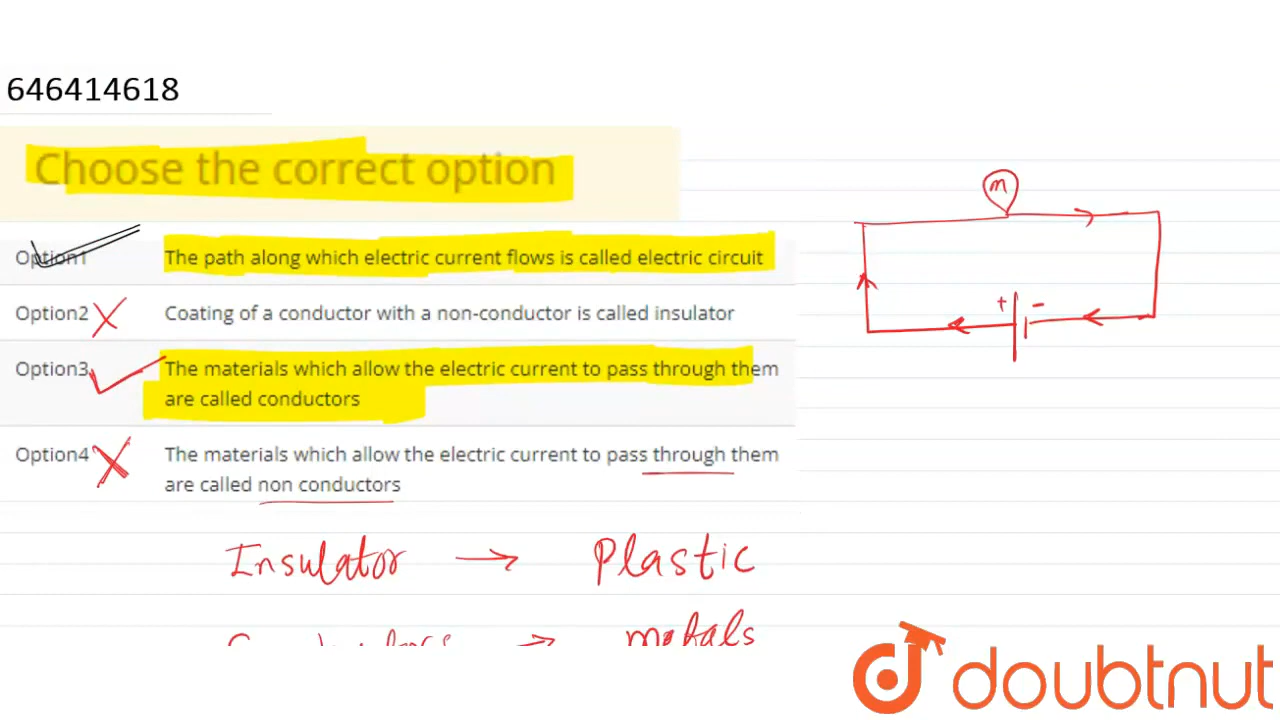 646414618
Choose the correct option
Option1 The path along which electric current flows is called electric circuit
Option2 Coating of a conductor with a non-conductor is called insulator
Option3 The materials which allow the electric current to pass through them
are called conductors
Option4 The materials which allow the electric current to pass through them
are called non conductors
m
+ -
Insulator → Plastic
→ metals
doubtnut